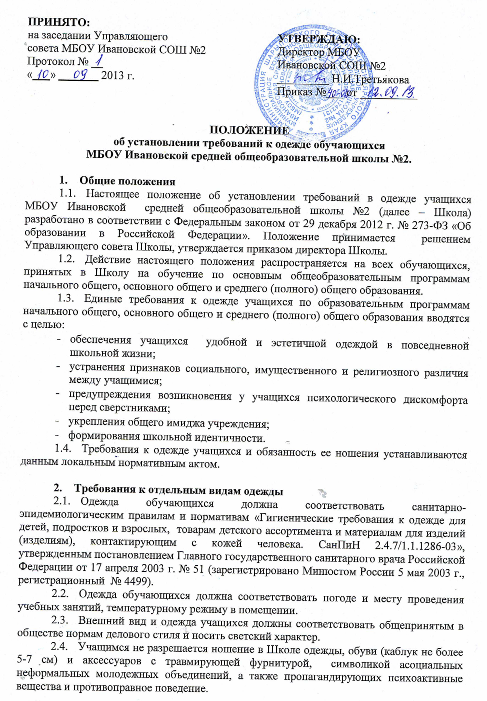 ПРИНЯТО:
на заседании Управляющего
совета МБОУ Ивановской СОШ №2
Протокол № 1
« 10 » 09 2013 г.
УТВЕРЖДАЮ:
Директор МБОУ
Ивановской СОШ №2
Н.И.Третьякова
Приказ № от 12.09.13
ПОЛОЖЕНИЕ
об установлении требований к одежде обучающихся
МБОУ Ивановской средней общеобразовательной школы №2.
1. Общие положения
1.1. Настоящее положение об установлении требований в одежде учащихся
МБОУ Ивановской средней общеобразовательной школы №2 (далее – Школа)
разработано в соответствии с Федеральным законом от 29 декабря 2012 г. № 273-ФЗ «Об
образовании в Российской Федерации». Положение принимается решением
Управляющего совета Школы, утверждается приказом директора Школы.
1.2. Действие настоящего положения распространяется на всех обучающихся,
принятых в Школу на обучение по основным общеобразовательным программам
начального общего, основного общего и среднего (полного) общего образования.
1.3. Единые требования к одежде учащихся по образовательным программам
начального общего, основного общего и среднего (полного) общего образования вводятся
с целью:
- обеспечения учащихся удобной и эстетичной одеждой в повседневной
школьной жизни;
- устранения признаков социального, имущественного и религиозного различия
между учащимися;
- предупреждения возникновения у учащихся психологического дискомфорта
перед сверстниками;
- укрепления общего имиджа учреждения;
- формирования школьной идентичности.
1.4. Требования к одежде учащихся и обязанность ее ношения устанавливаются
данным локальным нормативным актом.
2. Требования к отдельным видам одежды
2.1. Одежда обучающихся должна соответствовать санитарно-
эпидемиологическим правилам и нормативам «Гигиенические требования к одежде для
детей, подростков и взрослых, товарам детского ассортимента и материалам для изделий
(изделиям), контактирующим с кожей человека. СанПиН 2.4.7/1.1.1286-03»,
утвержденным постановлением Главного государственного санитарного врача Российской
Федерации от 17 апреля 2003 г. № 51 (зарегистрировано Минюстом России 5 мая 2003 г.,
регистрационный № 4499).
2.2. Одежда обучающихся должна соответствовать погоде и месту проведения
учебных занятий, температурному режиму в помещении.
2.3. Внешний вид и одежда учащихся должны соответствовать общепринятым в
обществе нормам делового стиля и носить светский характер.
2.4. Учащимся не разрешается ношение в Школе одежды, обуви (каблук не более
5-7 см) и аксессуаров с травмирующей фурнитурой, символикой асоциальных
неформальных молодежных объединений, а также пропагандирующих психоактивные
вещества и противоправное поведение.